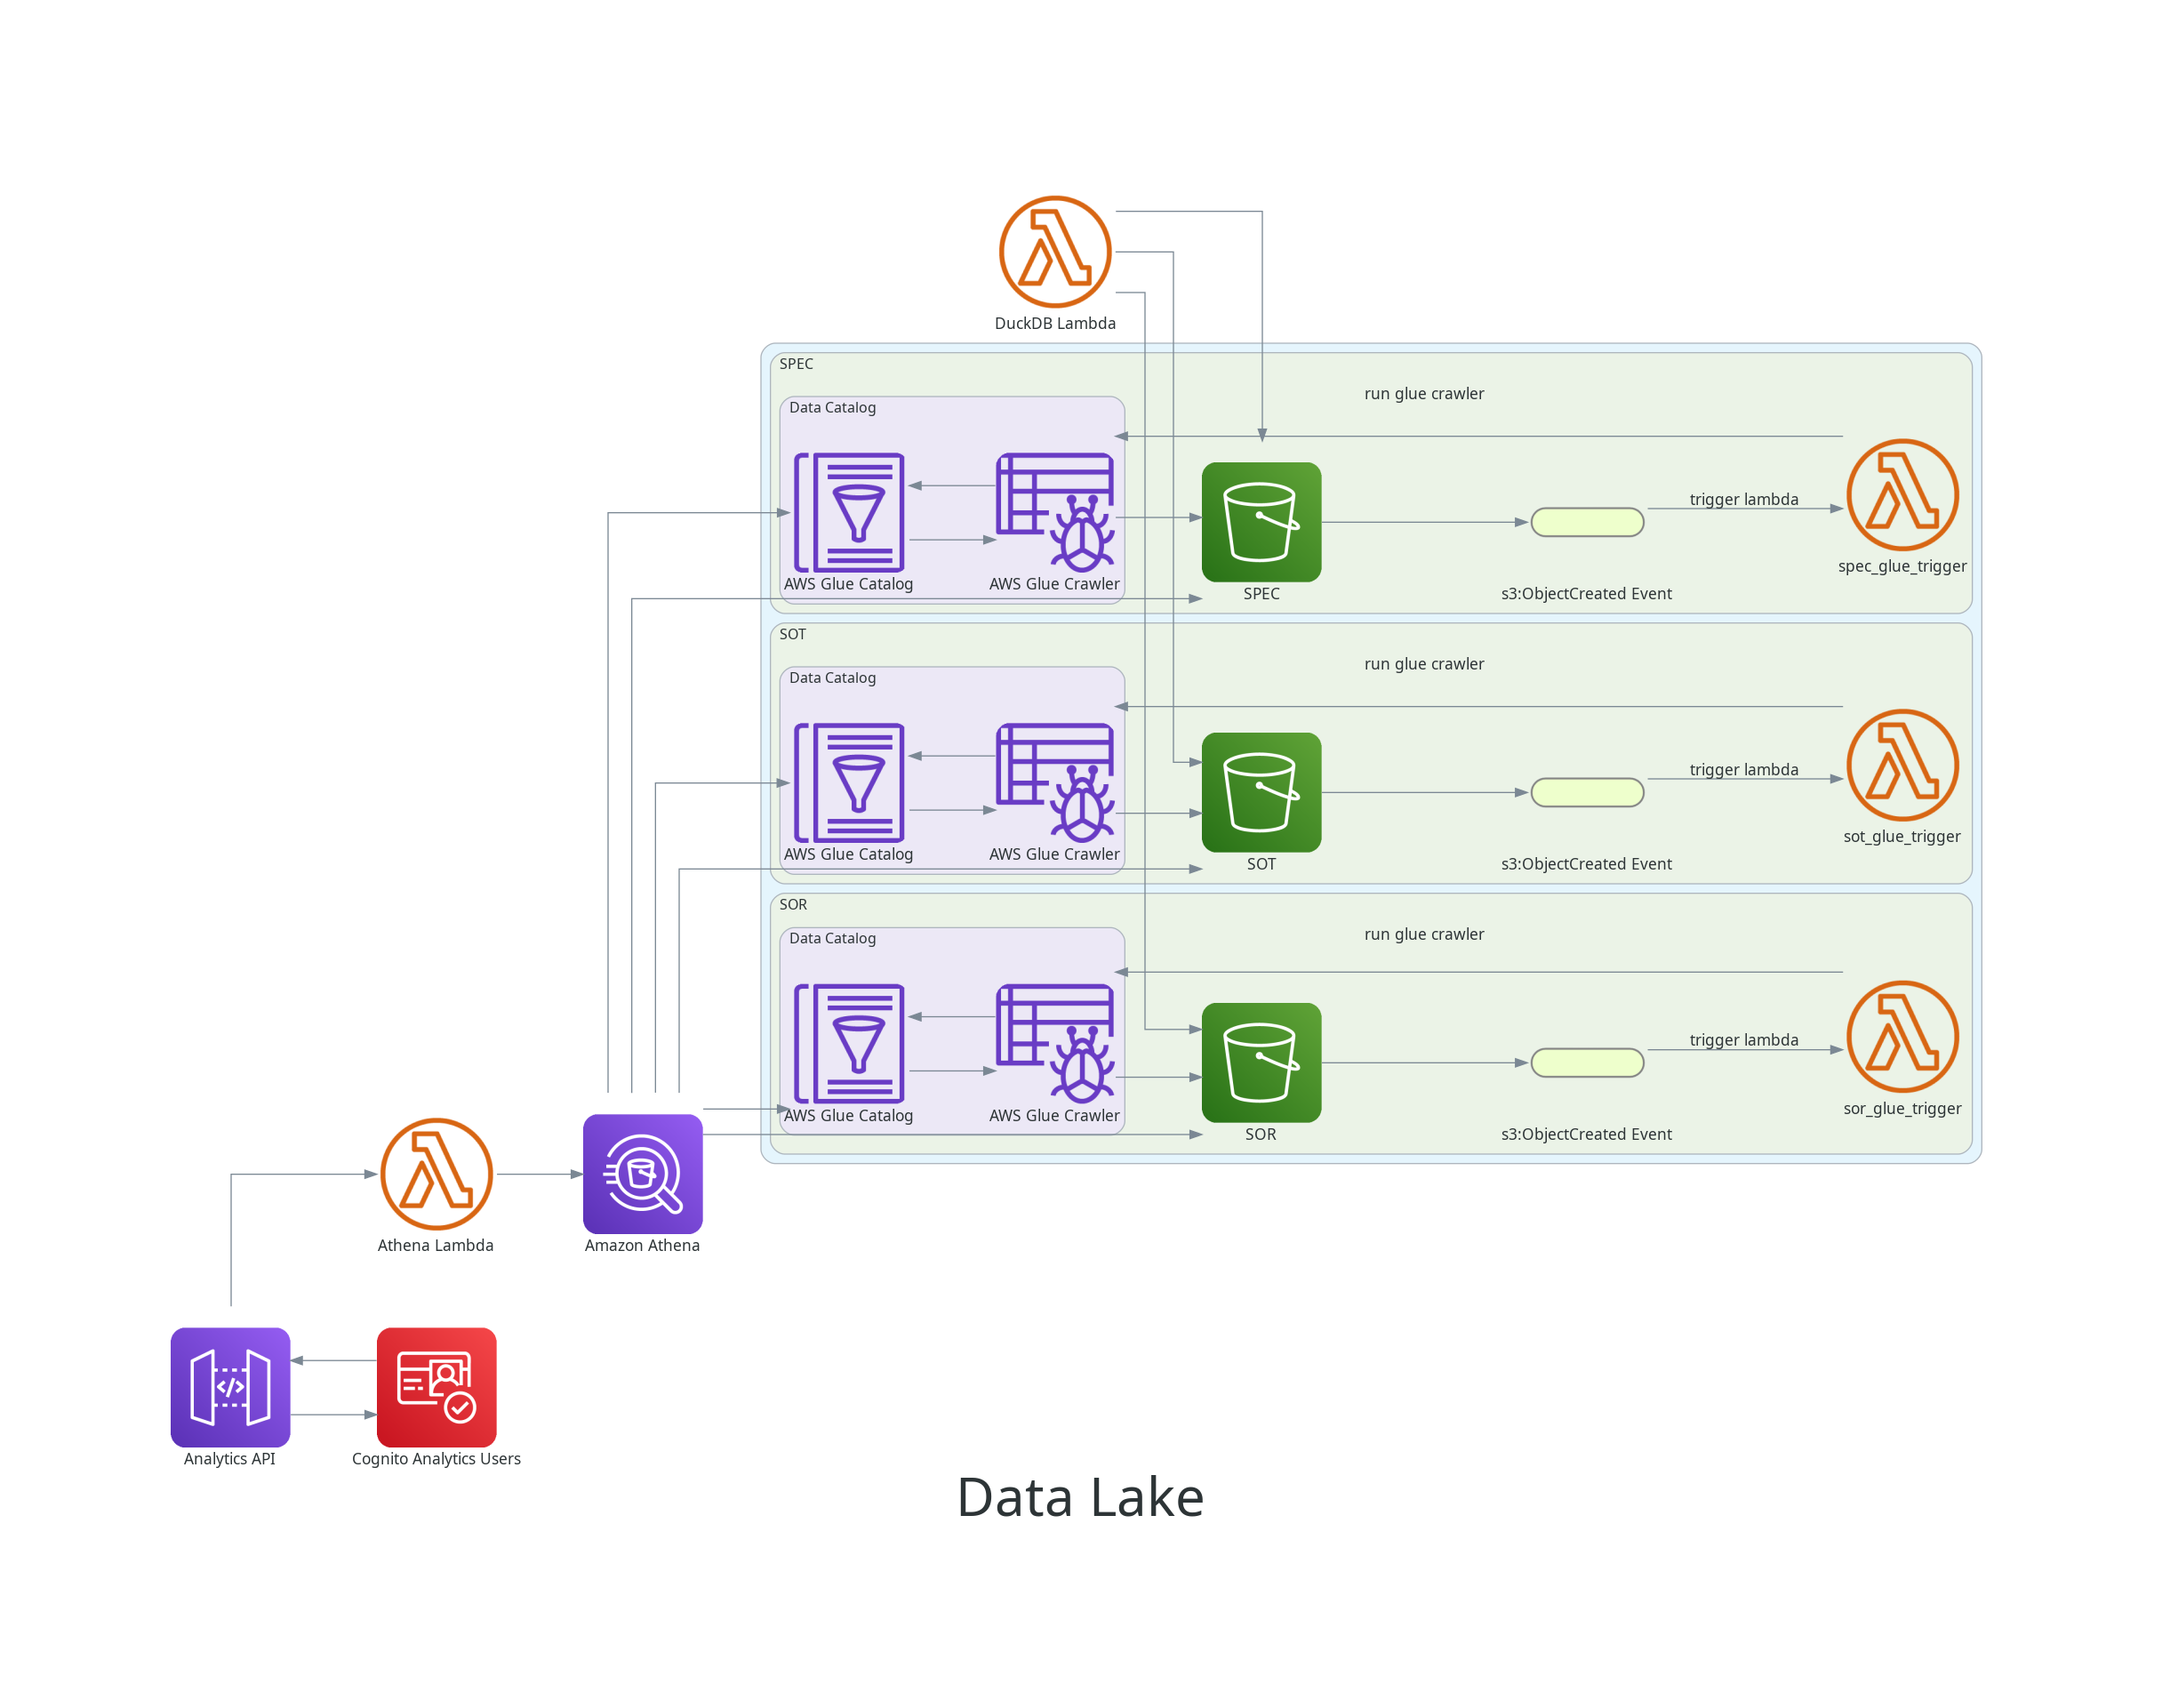 DuckDB Lambda
SPEC
run glue crawler
Data Catalog
trigger lambda
spec_glue_trigger
AWS Glue Catalog
AWS Glue Crawler
SPEC
s3:ObjectCreated Event
SOT
run glue crawler
Data Catalog
trigger lambda
sot_glue_trigger
AWS Glue Catalog
AWS Glue Crawler
SOT
s3:ObjectCreated Event
SOR
run glue crawler
Data Catalog
trigger lambda
sor_glue_trigger
AWS Glue Catalog
AWS Glue Crawler
SOR
s3:ObjectCreated Event
Athena Lambda
Amazon Athena
Analytics API
Cognito Analytics Users
Data Lake